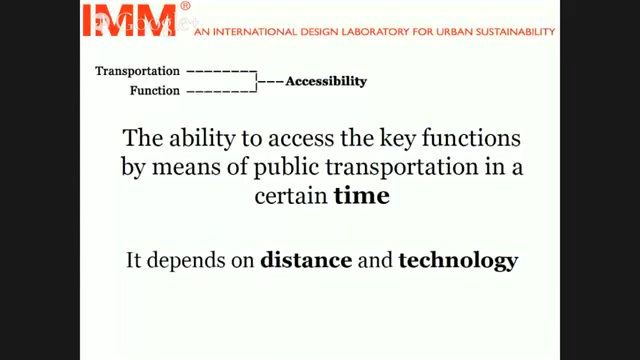 IMM®
Google+
AN INTERNATIONAL DESIGN LABORATORY FOR URBAN SUSTAINABILITY
Transportation
Function
Accessibility
The ability to access the key functions
by means of public transportation in a
certain time
It depends on distance and technology